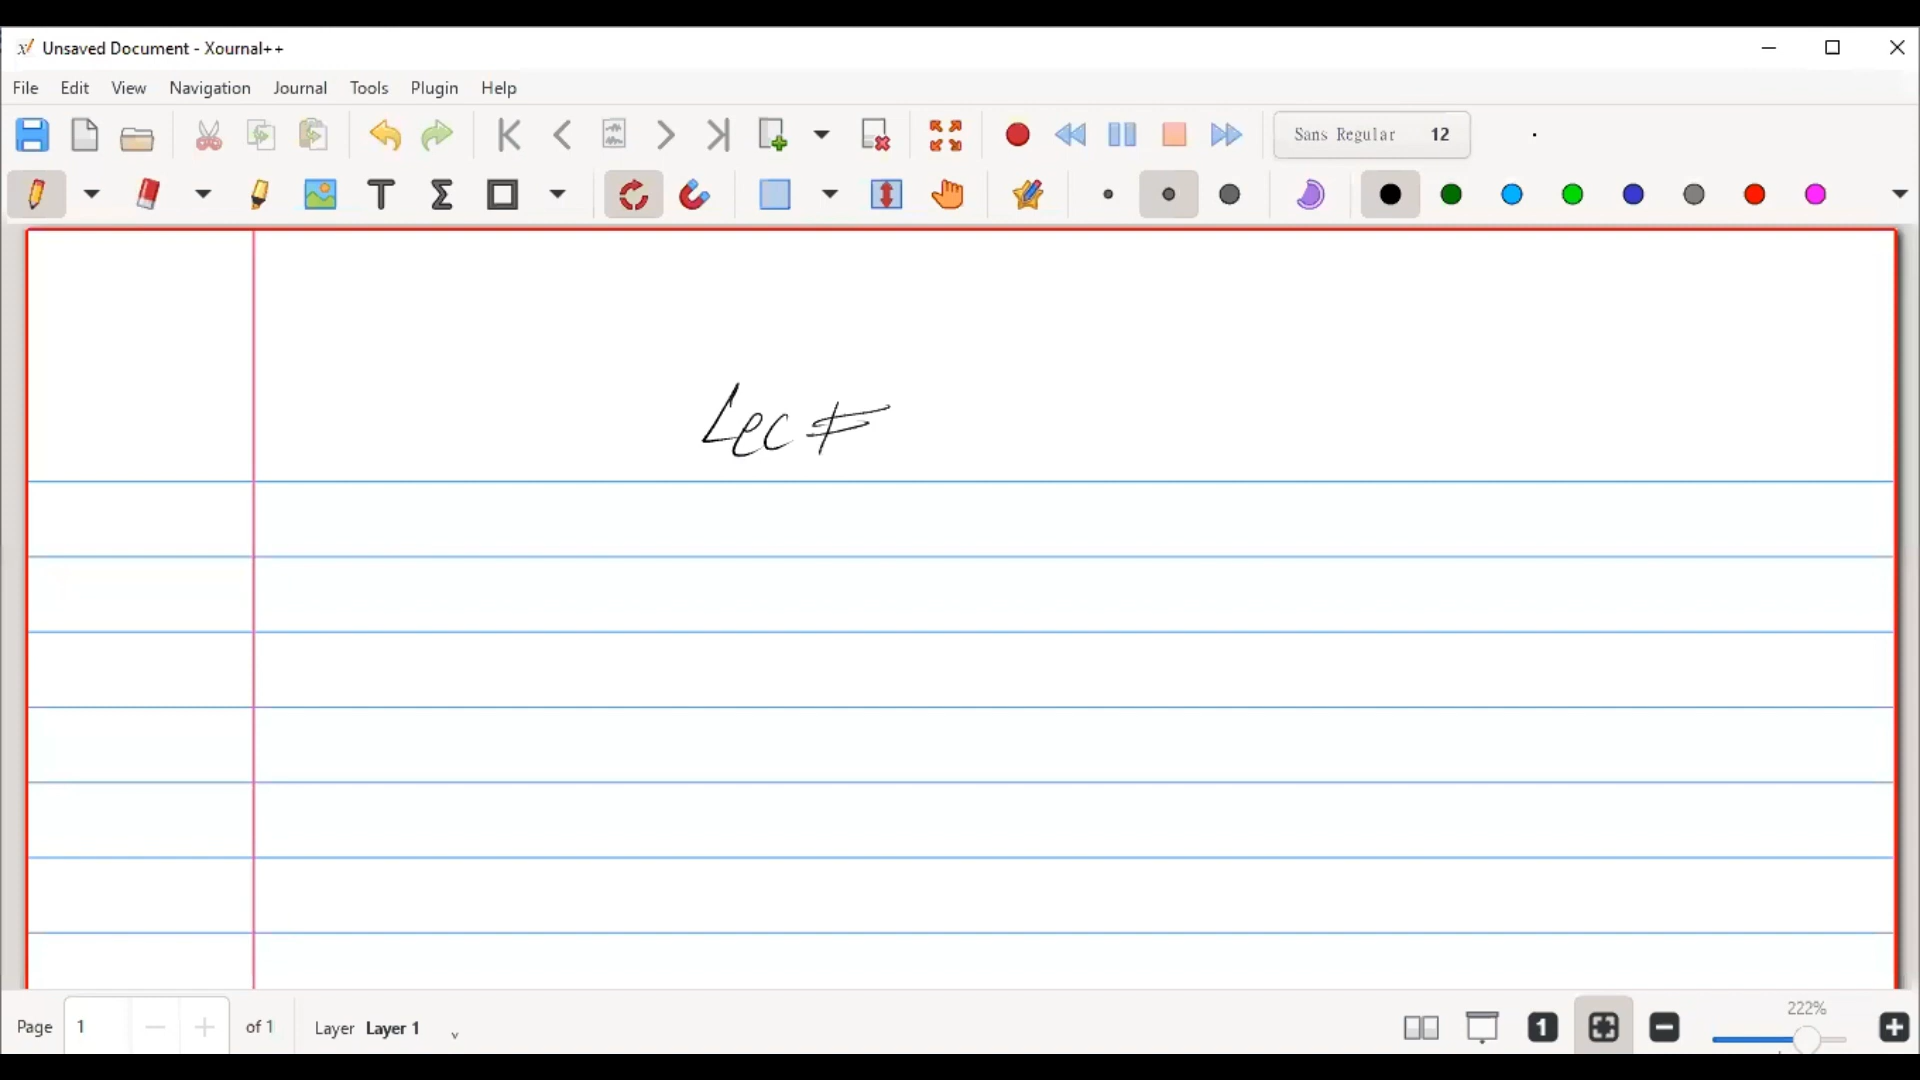 Unsaved Document - Xournal++
File Edit View Navigation Journal Tools Plugin Help
Sans Regular 12
Lec #
Page 1 of 1 Layer Layer 1
1
222%